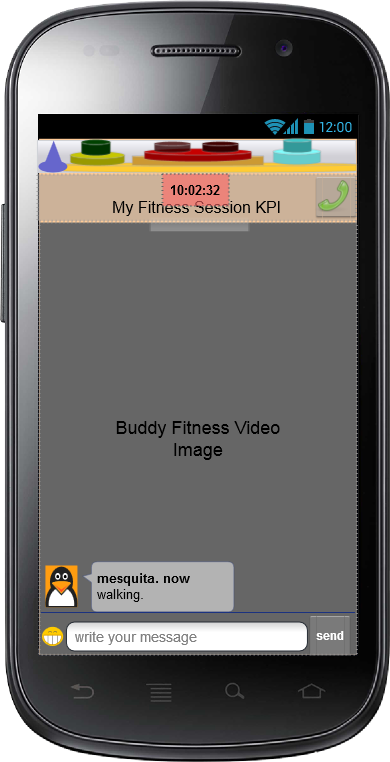 12:00
10:02:32
My Fitness Session KPI
Buddy Fitness Video
Image
mesquita. now
walking.
write your message
send